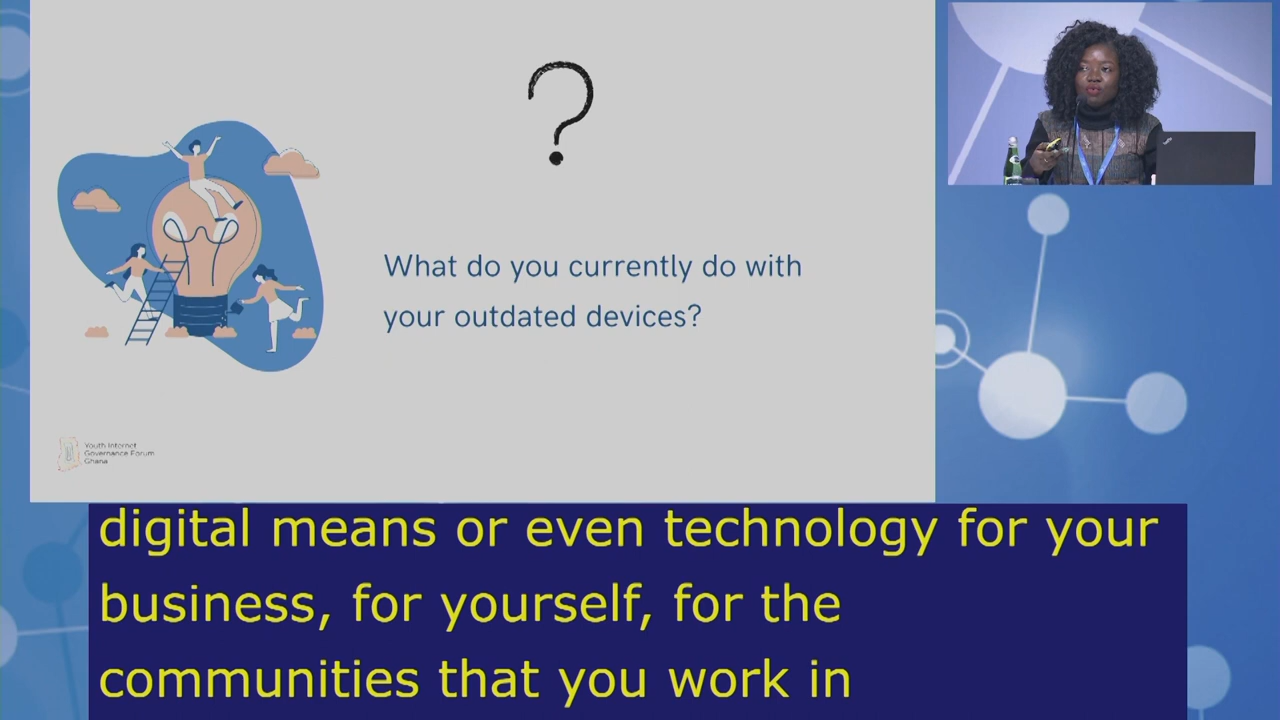 ?
What do you currently do with
your outdated devices?
Youth Internet
Governance Forum
Ghana
digital means or even technology for your
business, for yourself, for the
communities that you work in